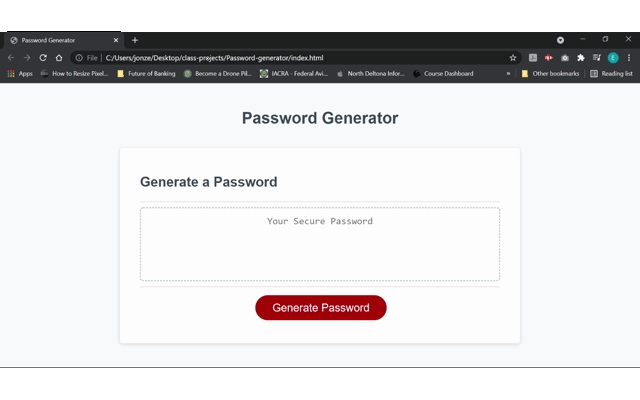 Password Generator
File | C:/Users/jonze/Desktop/class-projects/Password-generator/index.html
Apps How to Resize Pixel... Future of Banking Become a Drone Pil... IACRA - Federal Avi... North Deltona Infor... Course Dashboard » Other bookmarks Reading list
Password Generator
Generate a Password
Your Secure Password
Generate Password